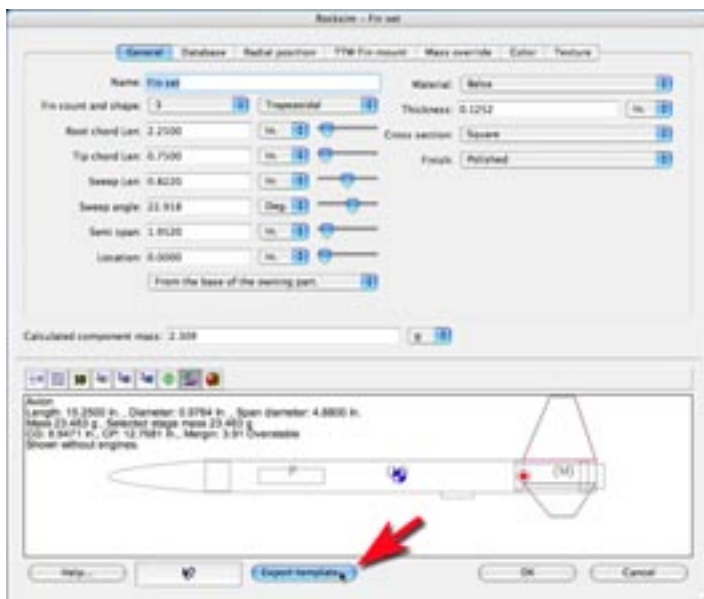 Rocksim - Fin set
General Database Radial position TTW Fin mount Mass override Color Texture
Name: Fin set
Fin count and shape: 3 Trapezoidal
Root chord Len: 2.2500 In.
Tip chord Len: 0.7500 In.
Sweep Len: 0.8220 In.
Sweep angle: 22.918 Deg.
Semi span: 1.9520 In.
Location: 0.0000 In.
From the base of the owning part.
Material: Balsa
Thickness: 0.1252 In.
Cross section: Square
Finish: Polished
Calculated component mass: 2.309 g
Avion
Length: 15.2500 In., Diameter: 0.9764 In., Span diameter: 4.8800 In.
Mass 23.483 g, Selected stage mass 23.483 g
CG: 8.9471 In., CP: 12.7681 In., Margin: 3.91 Overstable
Shown without engines.
P
(M)
Help...
Export template
OK
Cancel